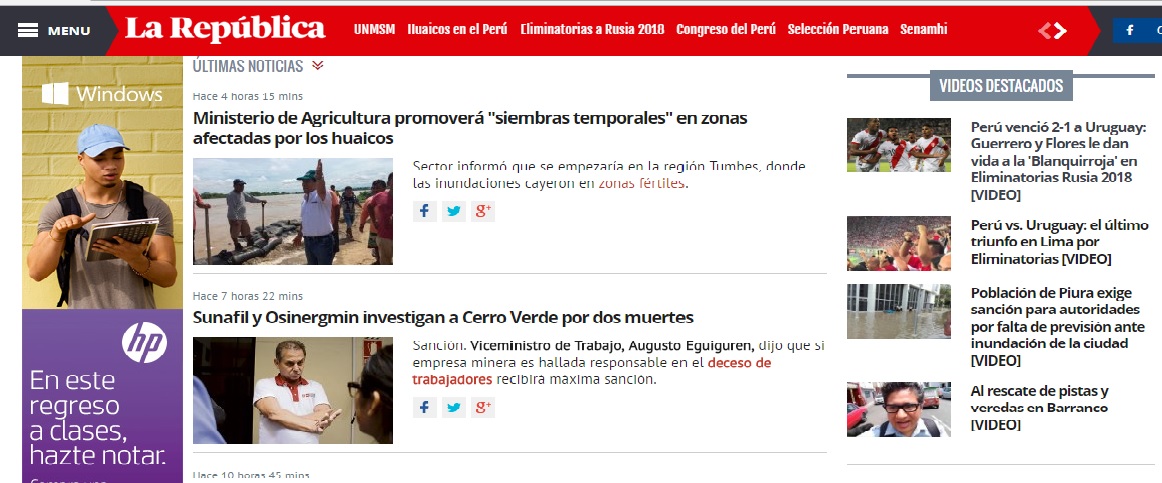 MENU
La República
UNMSM Huaicos en el Perú Eliminatorias a Rusia 2018 Congreso del Perú Selección Peruana Senamhi
Windows
hp
En este
regreso
a clases,
hazte notar.
ÚLTIMAS NOTICIAS
Hace 4 horas 15 mins
Ministerio de Agricultura promoverá "siembras temporales" en zonas
afectadas por los huaicos
Sector informó que se empezaría en la región Tumbes, donde
las inundaciones cayeron en zonas fértiles.
Hace 7 horas 22 mins
Sunafil y Osinergmin investigan a Cerro Verde por dos muertes
Sanción. Viceministro de Trabajo, Augusto Eguiguren, dijo que si
empresa minera es hallada responsable en el deceso de
trabajadores recibirá máxima sanción.
Hace 10 horas 45 mins
VIDEOS DESTACADOS
Perú venció 2-1 a Uruguay:
Guerrero y Flores le dan
vida a la 'Blanquirroja' en
Eliminatorias Rusia 2018
[VIDEO]
Perú vs. Uruguay: el último
triunfo en Lima por
Eliminatorias [VIDEO]
Población de Piura exige
sanción para autoridades
por falta de previsión ante
inundación de la ciudad
[VIDEO]
Al rescate de pistas y
veredas en Barranco
[VIDEO]